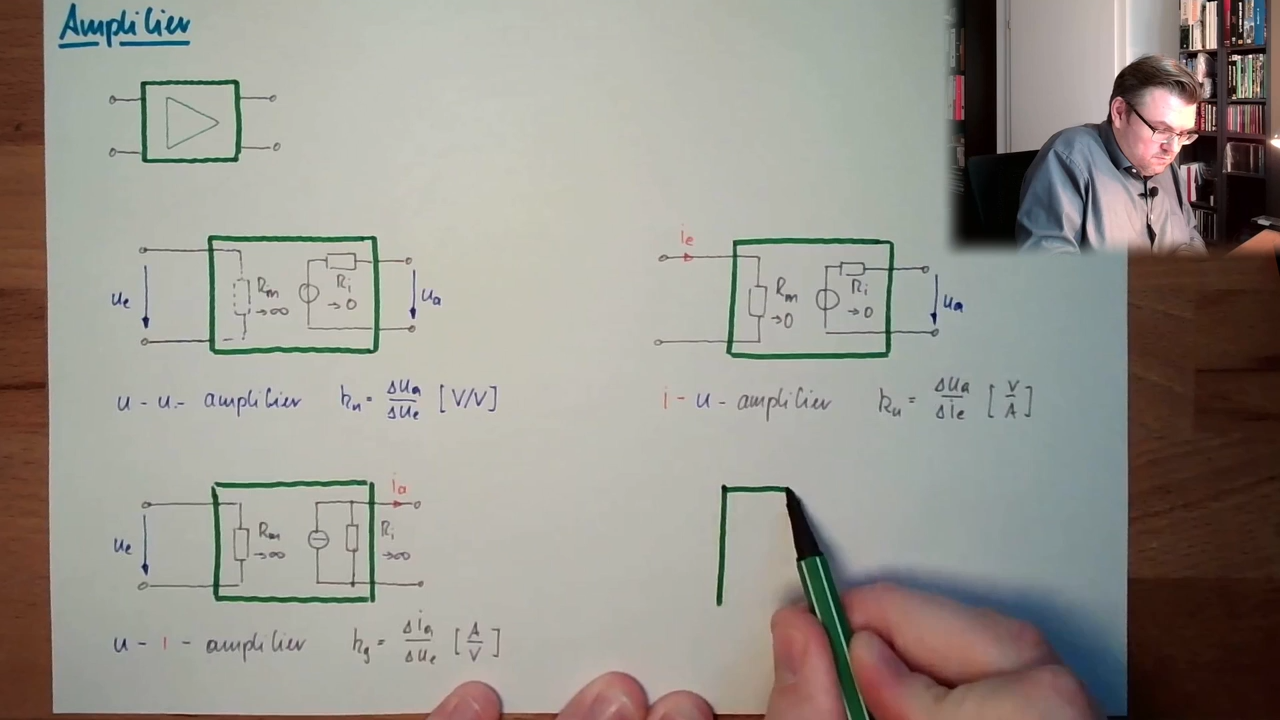 Amplifier
ue Rm →∞ Ri →0 ua
ie Rm →0 Ri →0 ua
u - u - amplifier ku = Δua/Δue [V/V]
i - u - amplifier ku = Δua/Δie [V/A]
ue Rm →∞ ia Ri →∞
u - i - amplifier kg = Δia/Δue [A/V]